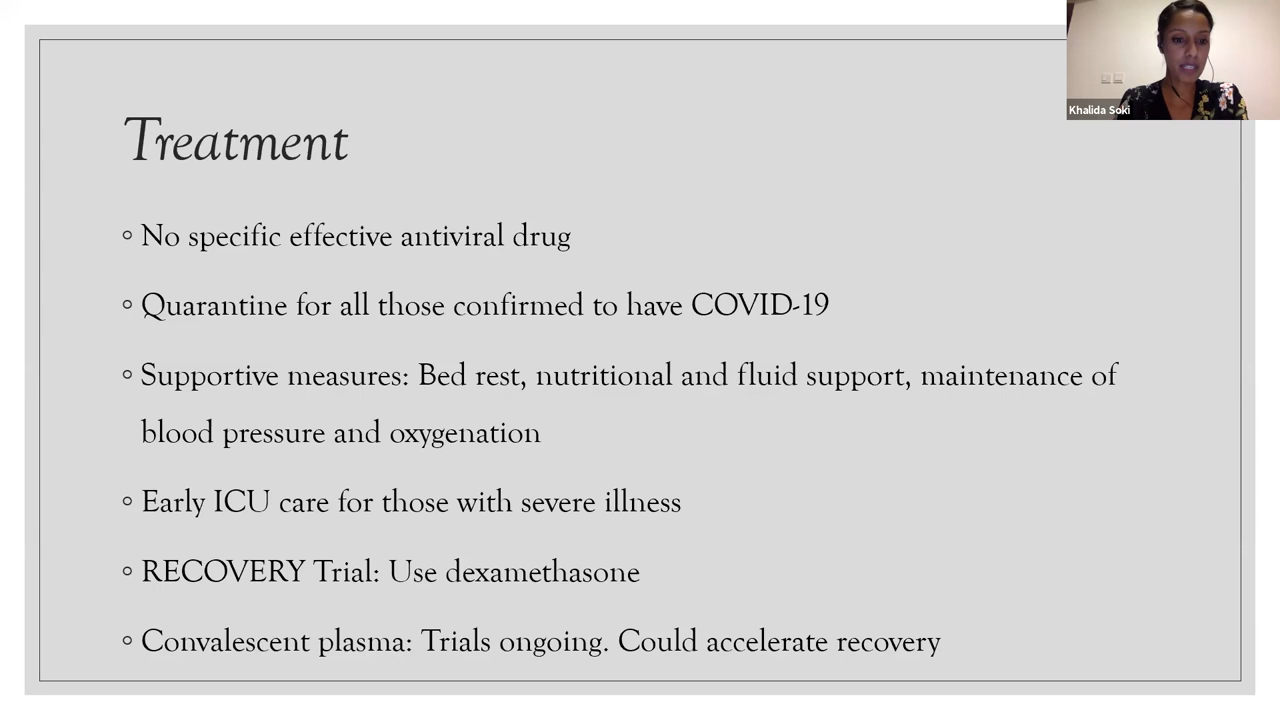 Khalida Soki
Treatment
◦ No specific effective antiviral drug
◦ Quarantine for all those confirmed to have COVID-19
◦ Supportive measures: Bed rest, nutritional and fluid support, maintenance of
blood pressure and oxygenation
◦ Early ICU care for those with severe illness
◦ RECOVERY Trial: Use dexamethasone
◦ Convalescent plasma: Trials ongoing. Could accelerate recovery